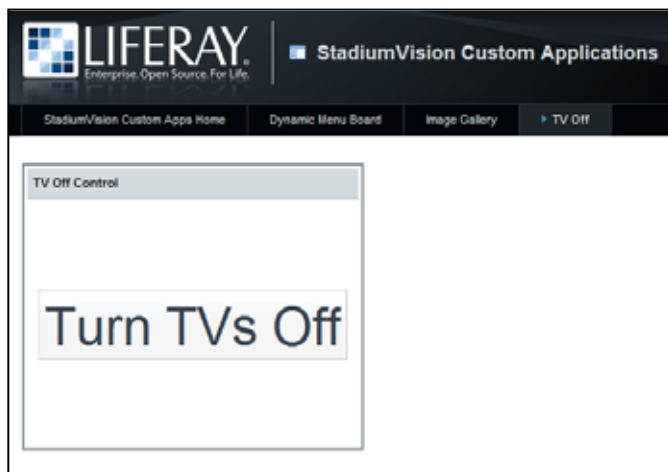 LIFERAY.
Enterprise. Open Source. For Life.
StadiumVision Custom Applications
StadiumVision Custom Apps Home
Dynamic Menu Board
Image Gallery
TV Off
TV Off Control
Turn TVs Off